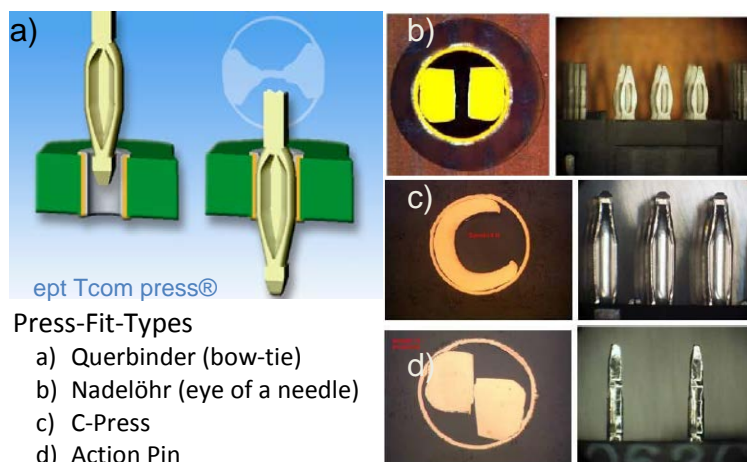 a)
b)
c)
d)
ept Tcom press®
Press-Fit-Types
a) Querbinder (bow-tie)
b) Nadelöhr (eye of a needle)
c) C-Press
d) Action Pin